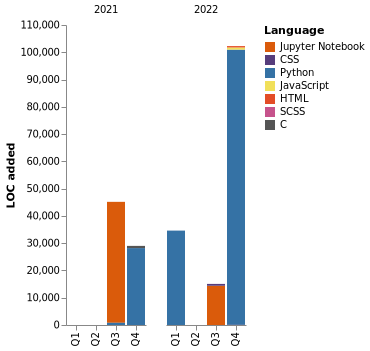 2021
2022
Language
Jupyter Notebook
CSS
Python
JavaScript
HTML
SCSS
C
LOC added
110,000
100,000
90,000
80,000
70,000
60,000
50,000
40,000
30,000
20,000
10,000
0
Q1
Q2
Q3
Q4
Q1
Q2
Q3
Q4